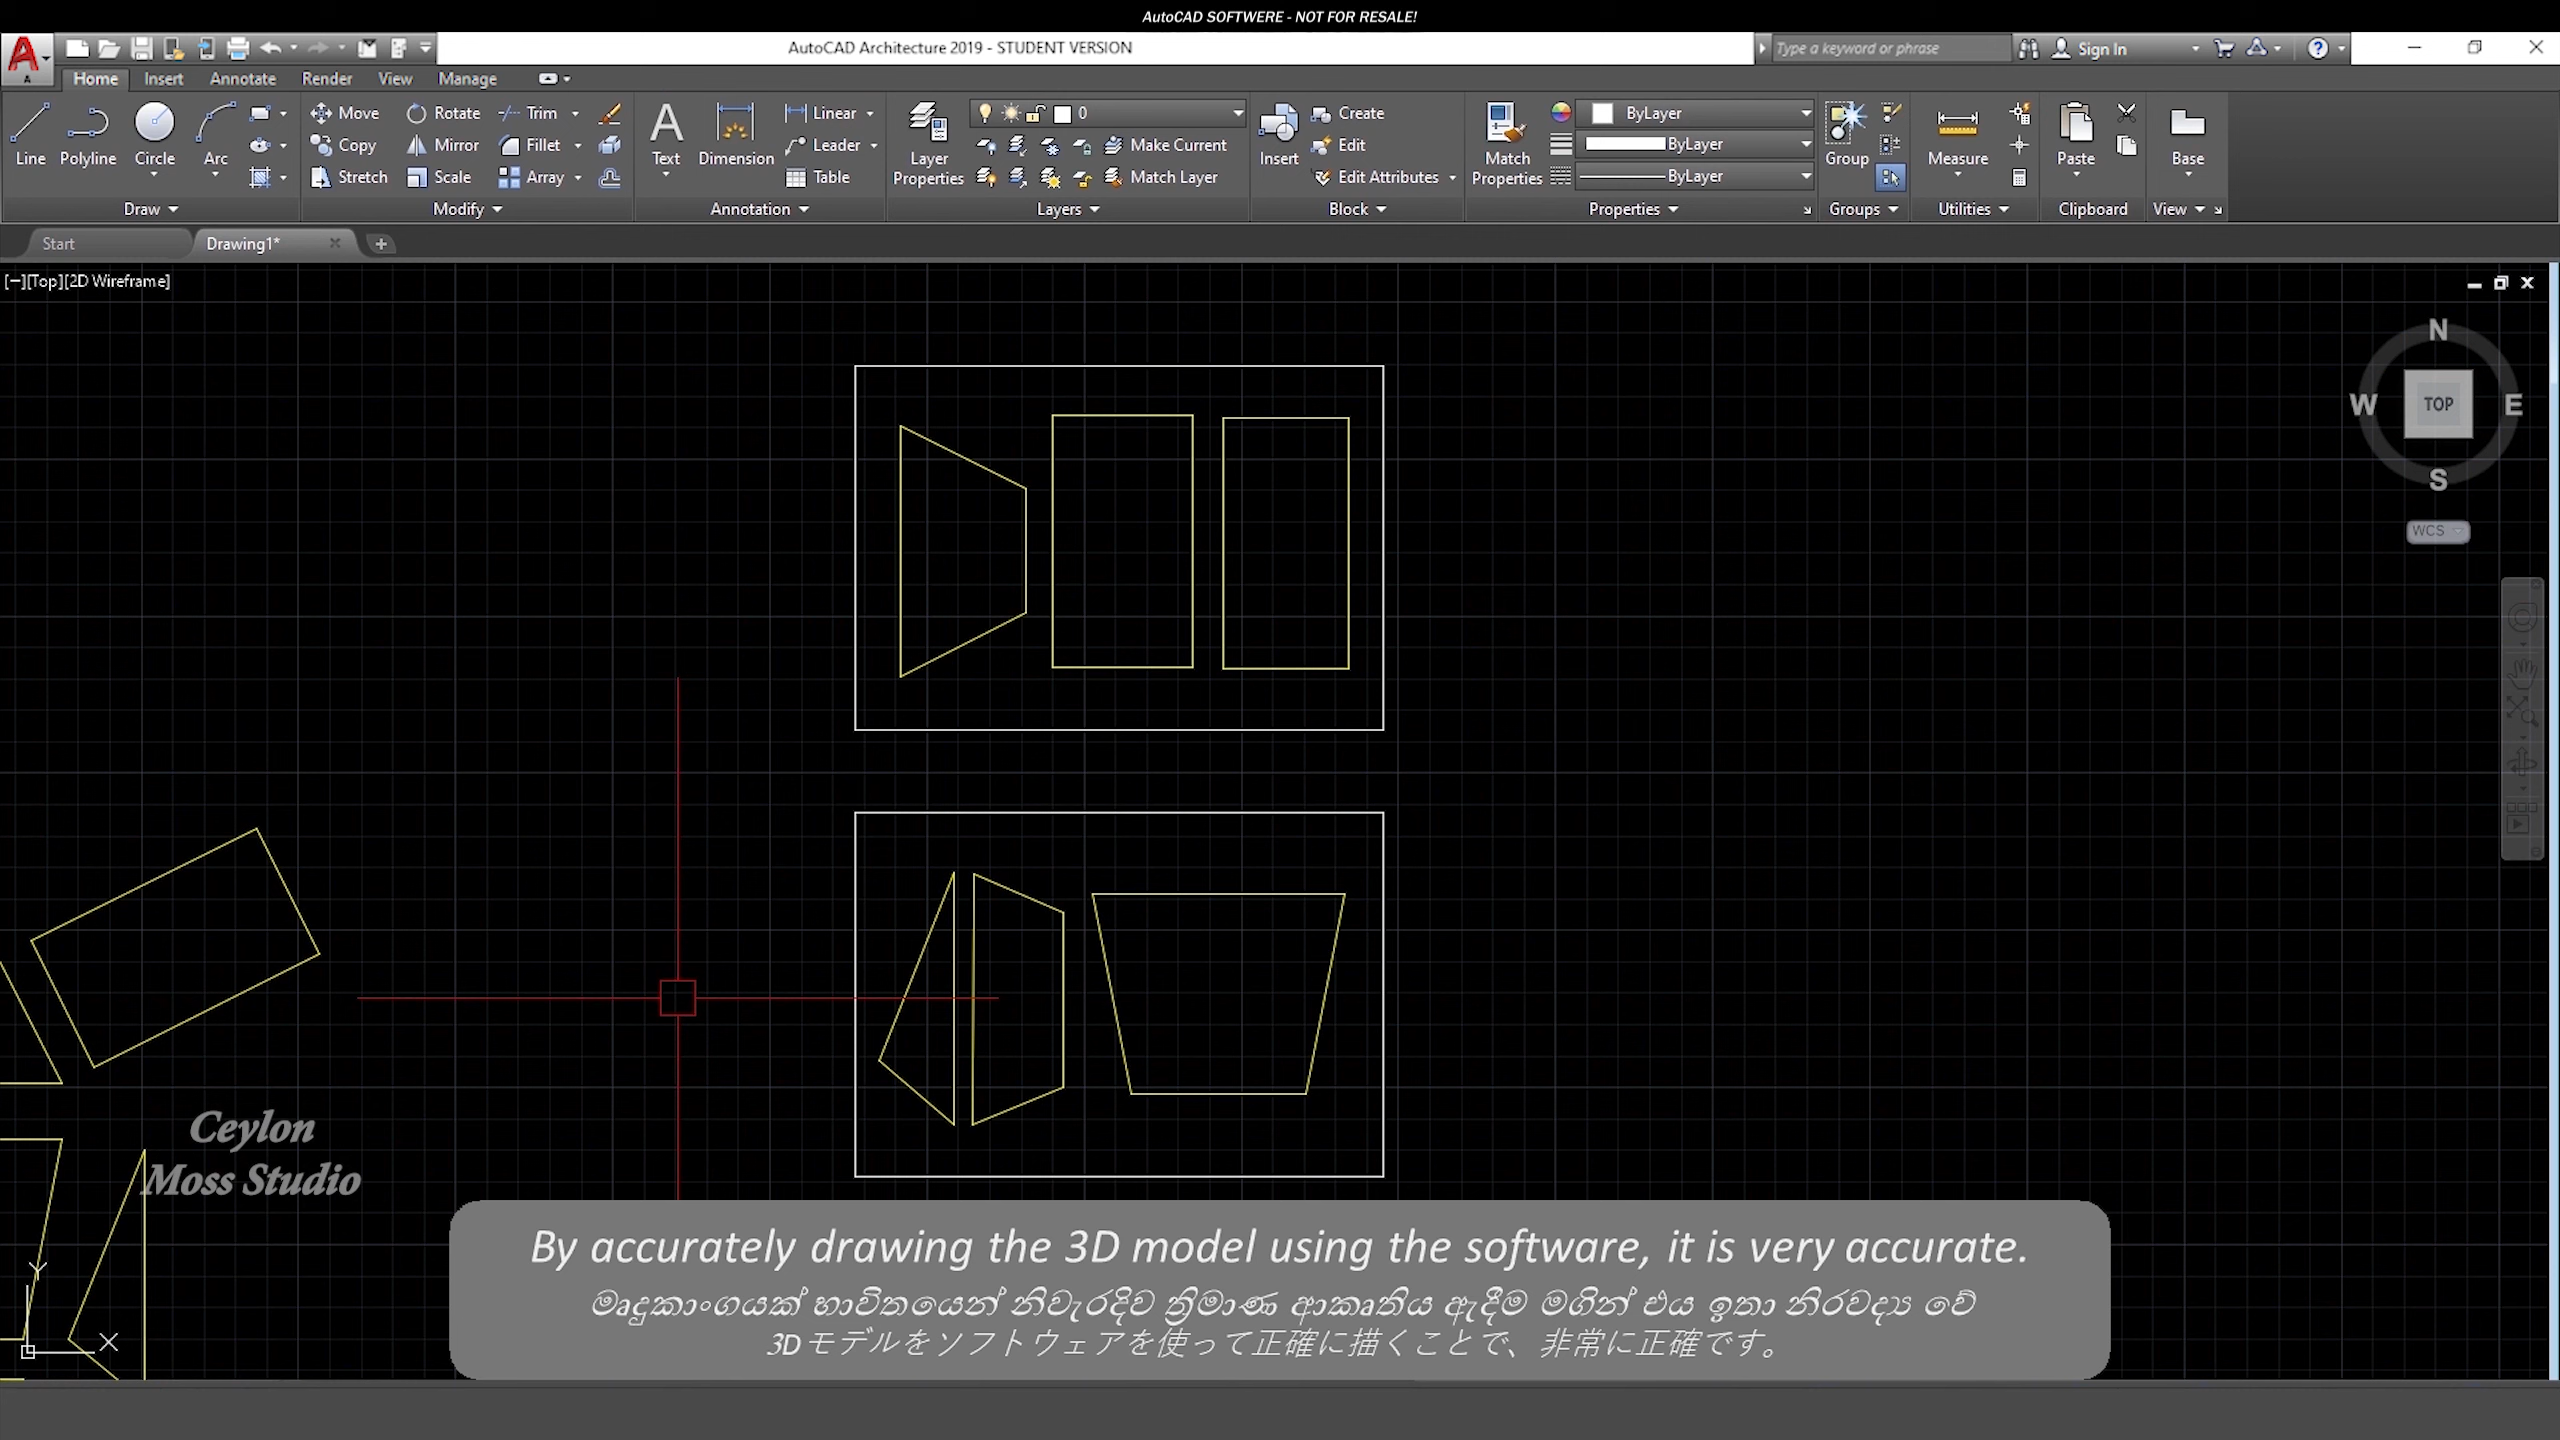 AutoCAD SOFTWERE - NOT FOR RESALE!
AutoCAD Architecture 2019 - STUDENT VERSION
Type a keyword or phrase
Sign In
Home Insert Annotate Render View Manage
Line Polyline Circle Arc
Move Rotate Trim
Copy Mirror Fillet
Stretch Scale Array
Text Dimension
Linear
Leader
Table
Layer Properties
0
Make Current
Match Layer
Insert
Create
Edit
Edit Attributes
Match Properties
ByLayer
ByLayer
ByLayer
Group
Measure
Paste
Base
Draw Modify Annotation Layers Block Properties Groups Utilities Clipboard View
Start Drawing1*
[−][Top][2D Wireframe]
N
W TOP E
S
WCS
Ceylon
Moss Studio
Y
X
By accurately drawing the 3D model using the software, it is very accurate.
මෘදුකාංගයක් භාවිතයෙන් නිවැරදිව ත්‍රිමාණ ආකෘතිය ඇදීම මගින් එය ඉතා නිරවද්‍ය වේ
3Dモデルをソフトウェアを使って正確に描くことで、非常に正確です。